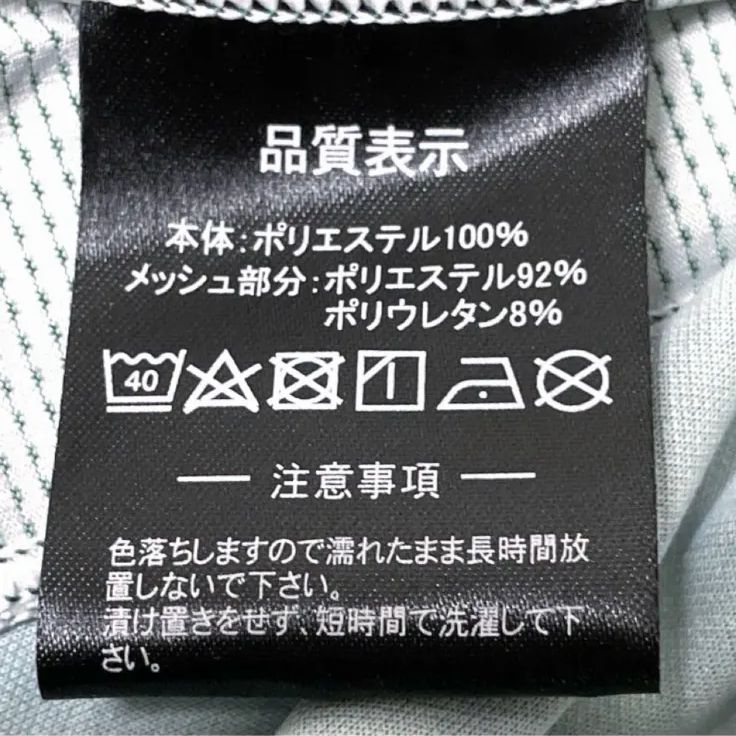 品質表示
本体:ポリエステル100%
メッシュ部分:ポリエステル92%
ポリウレタン8%
40
注意事項
色落ちしますので濡れたまま長時間放
置しないで下さい。
漬け置きをせず、短時間で洗濯して下
さい。